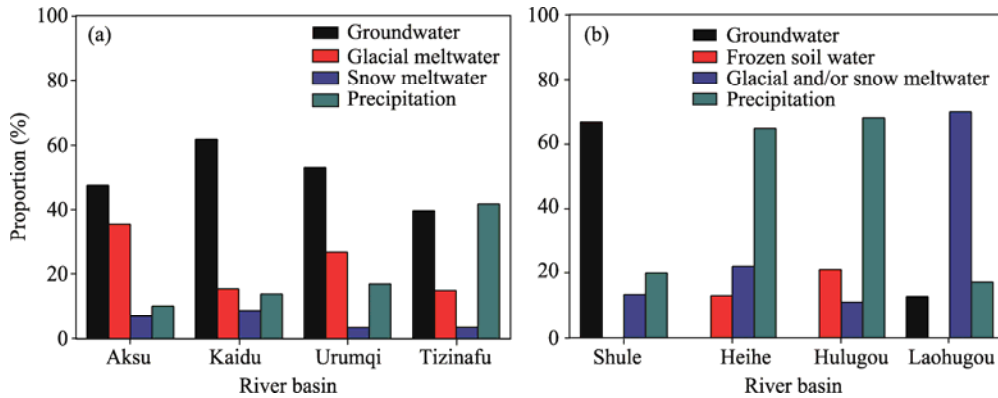 (a)
Groundwater
Glacial meltwater
Snow meltwater
Precipitation
Proportion (%)
100
80
60
40
20
0
Aksu Kaidu Urumqi Tizinafu
River basin
(b)
Groundwater
Frozen soil water
Glacial and/or snow meltwater
Precipitation
100
80
60
40
20
0
Shule Heihe Hulugou Laohugou
River basin